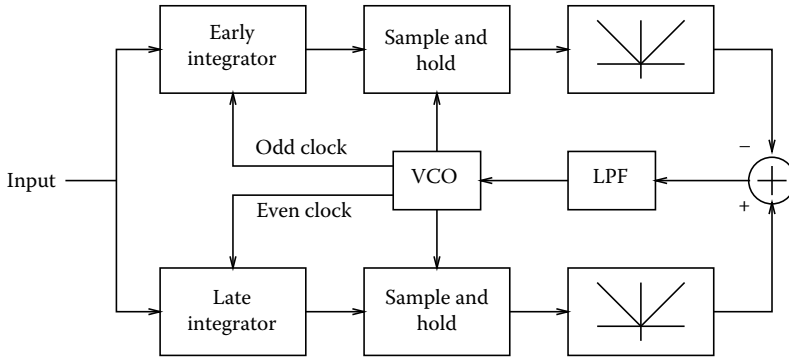 Early
integrator
Sample and
hold
Odd clock
Input
VCO
LPF
−
+
Even clock
Late
integrator
Sample and
hold